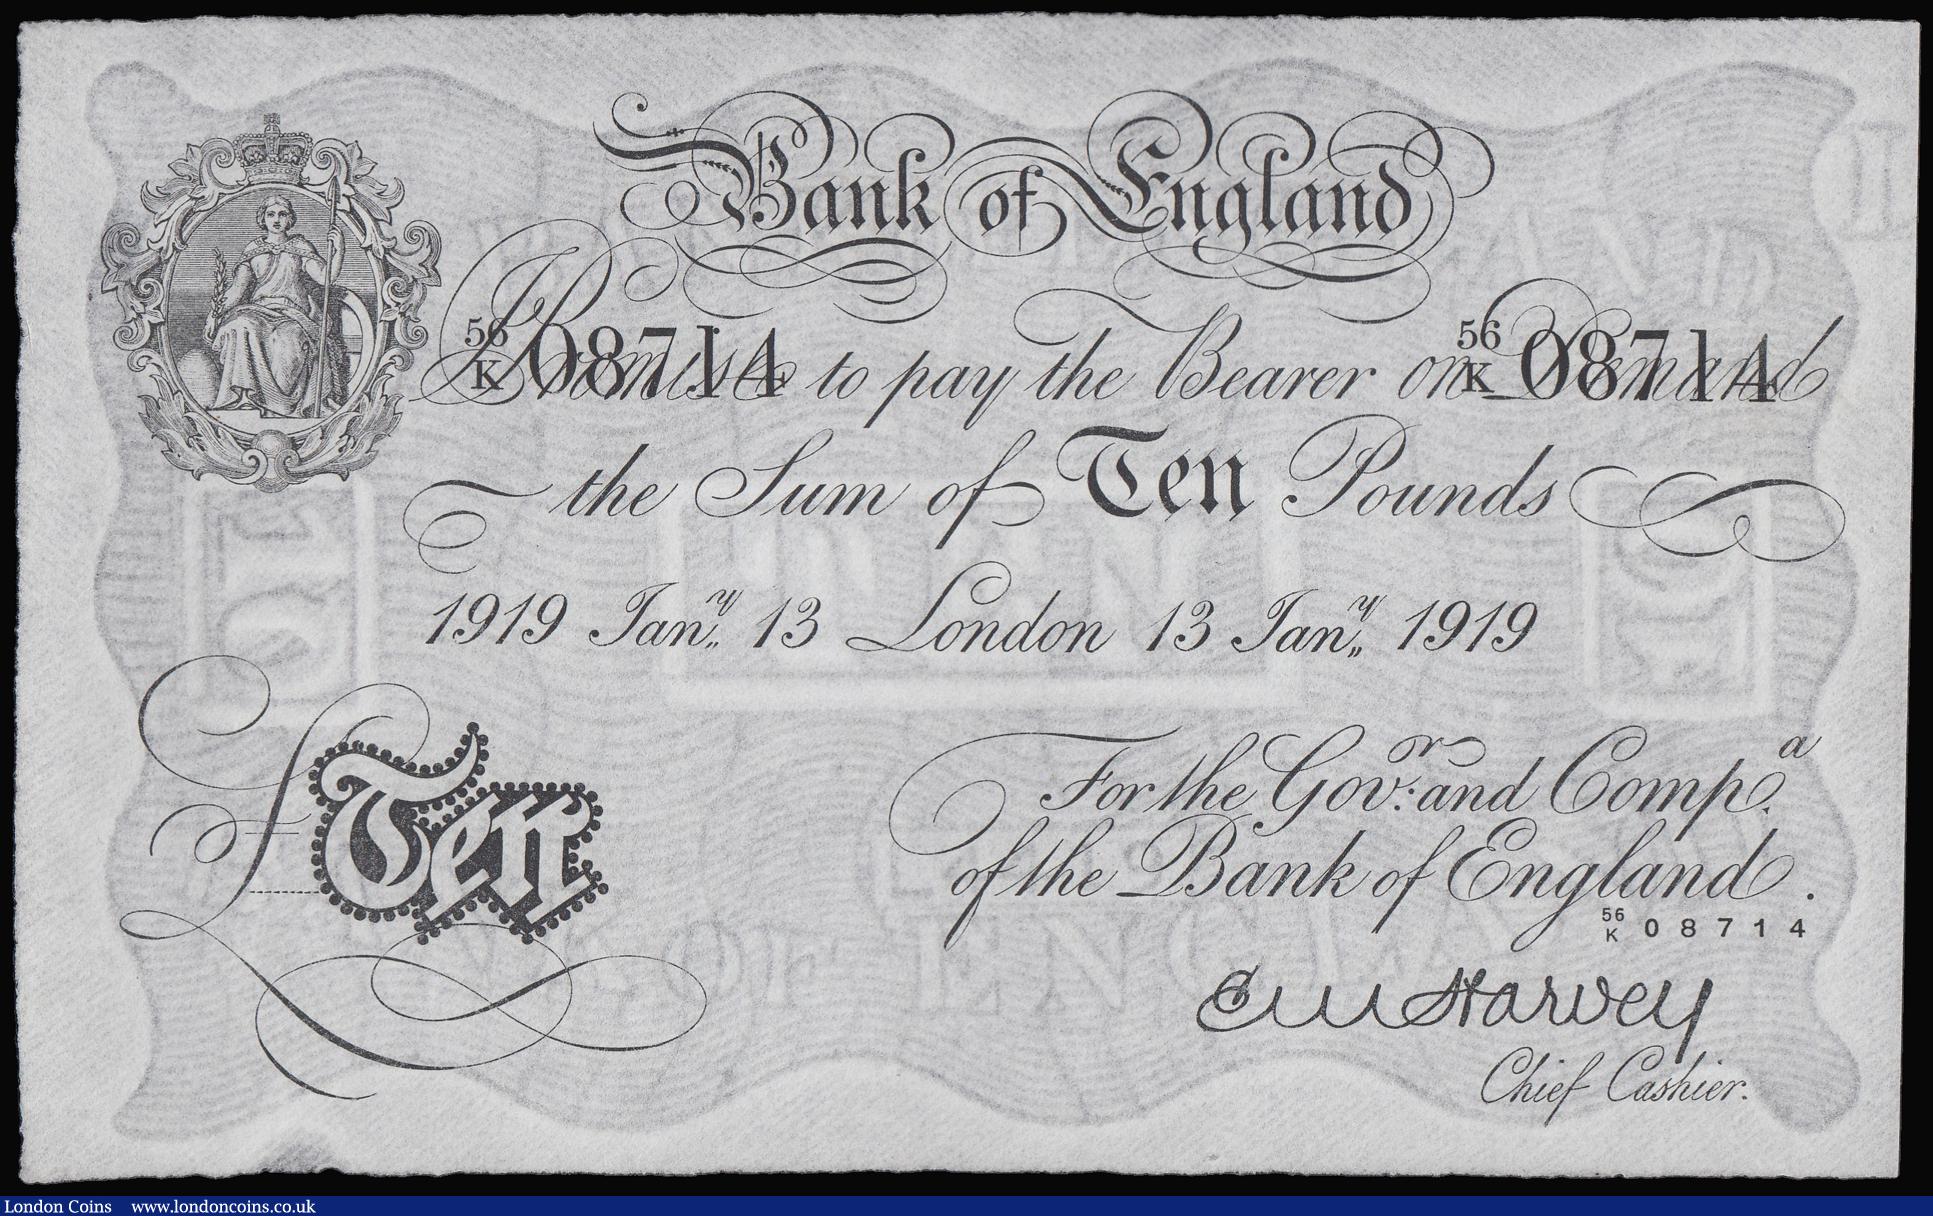 Bank of England
56/K 08714 56/K 08714
I Promise to pay the Bearer on Demand
the Sum of Ten Pounds
1919 Jany. 13 London 13 Jany. 1919
For the Govr: and Compa.
of the Bank of England.
£ Ten
56/K 08714
E M Harvey
Chief Cashier.
TEN
London Coins www.londoncoins.co.uk